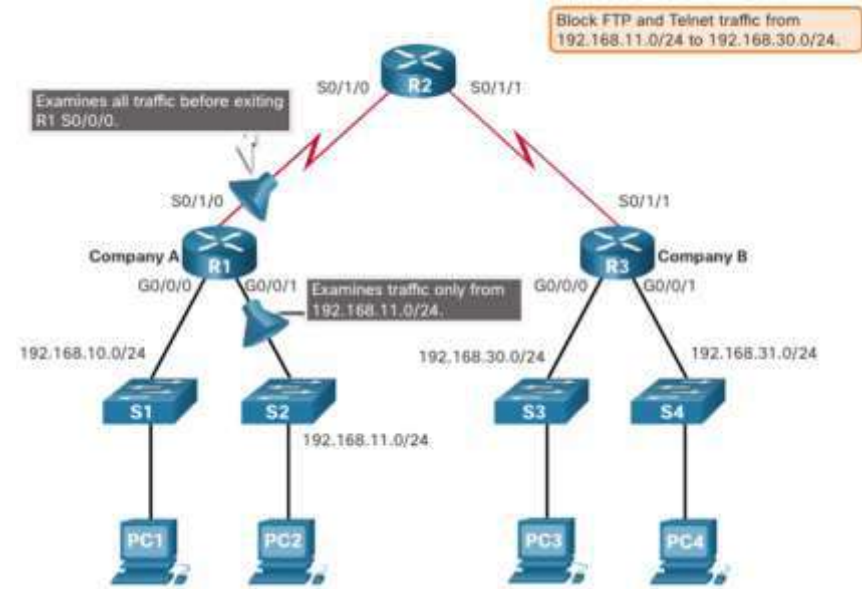 Block FTP and Telnet traffic from
192.168.11.0/24 to 192.168.30.0/24.
R2
S0/1/0
S0/1/1
Examines all traffic before exiting
R1 S0/0/0.
S0/1/0
S0/1/1
Company A
R1
R3
Company B
G0/0/0
G0/0/1
Examines traffic only from
192.168.11.0/24.
G0/0/0
G0/0/1
192.168.10.0/24
192.168.30.0/24
192.168.31.0/24
S1
S2
S3
S4
192.168.11.0/24
PC1
PC2
PC3
PC4